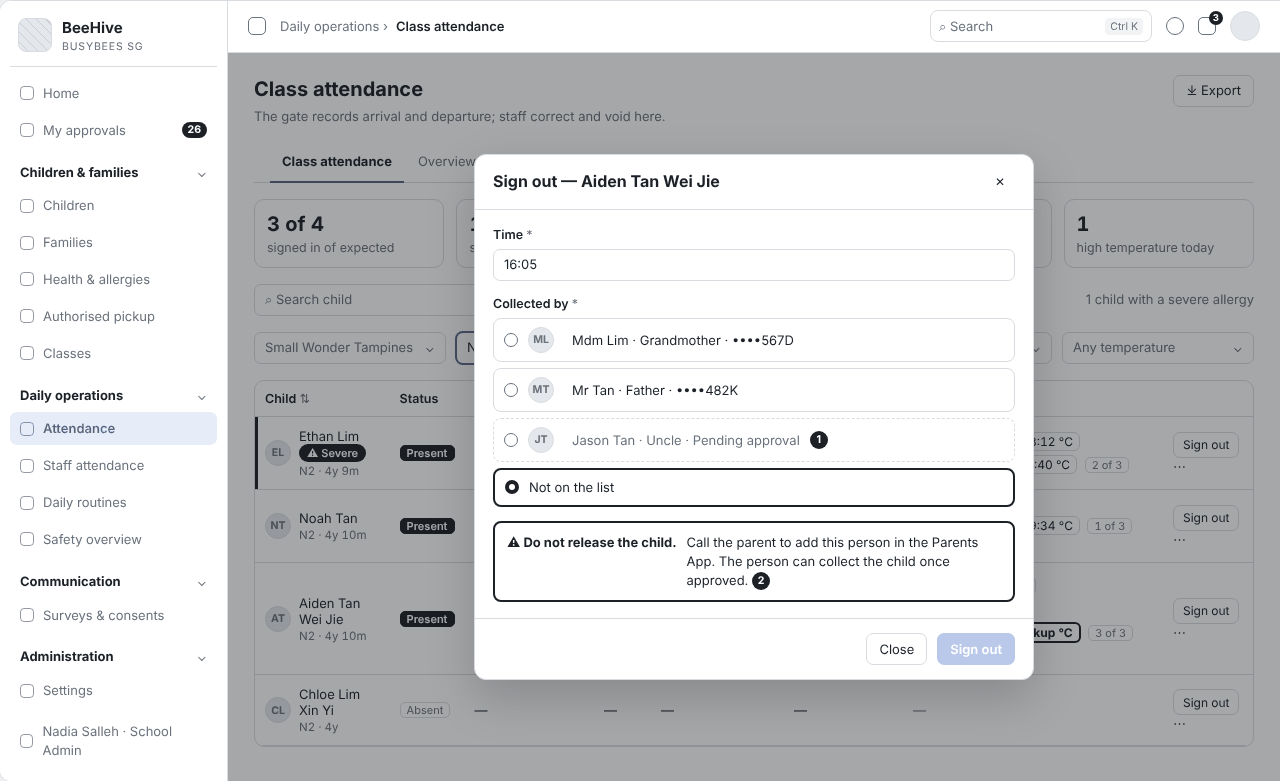 BeeHive
BUSYBEES SG
Home
My approvals 26
Children & families
Children
Families
Health & allergies
Authorised pickup
Classes
Daily operations
Attendance
Staff attendance
Daily routines
Safety overview
Communication
Surveys & consents
Administration
Settings
Nadia Salleh · School
Admin
Daily operations › Class attendance
Search Ctrl K
3
Class attendance
The gate records arrival and departure; staff correct and void here.
Export
Class attendance Overview
3 of 4
signed in of expected
1
high temperature today
Search child
1 child with a severe allergy
Small Wonder Tampines
Any temperature
Child Status
EL Ethan Lim
Severe
N2 · 4y 9m
Present
:12 °C
:40 °C 2 of 3
Sign out
...
NT Noah Tan
N2 · 4y 10m
Present
:34 °C 1 of 3
Sign out
...
AT Aiden Tan
Wei Jie
N2 · 4y 10m
Present
kup °C 3 of 3
Sign out
...
CL Chloe Lim
Xin Yi
N2 · 4y
Absent — — — — —
Sign out
...
Sign out — Aiden Tan Wei Jie ×
Time *
16:05
Collected by *
ML Mdm Lim · Grandmother · ••••567D
MT Mr Tan · Father · ••••482K
JT Jason Tan · Uncle · Pending approval 1
Not on the list
⚠ Do not release the child. Call the parent to add this person in the Parents
App. The person can collect the child once
approved. 2
Close Sign out